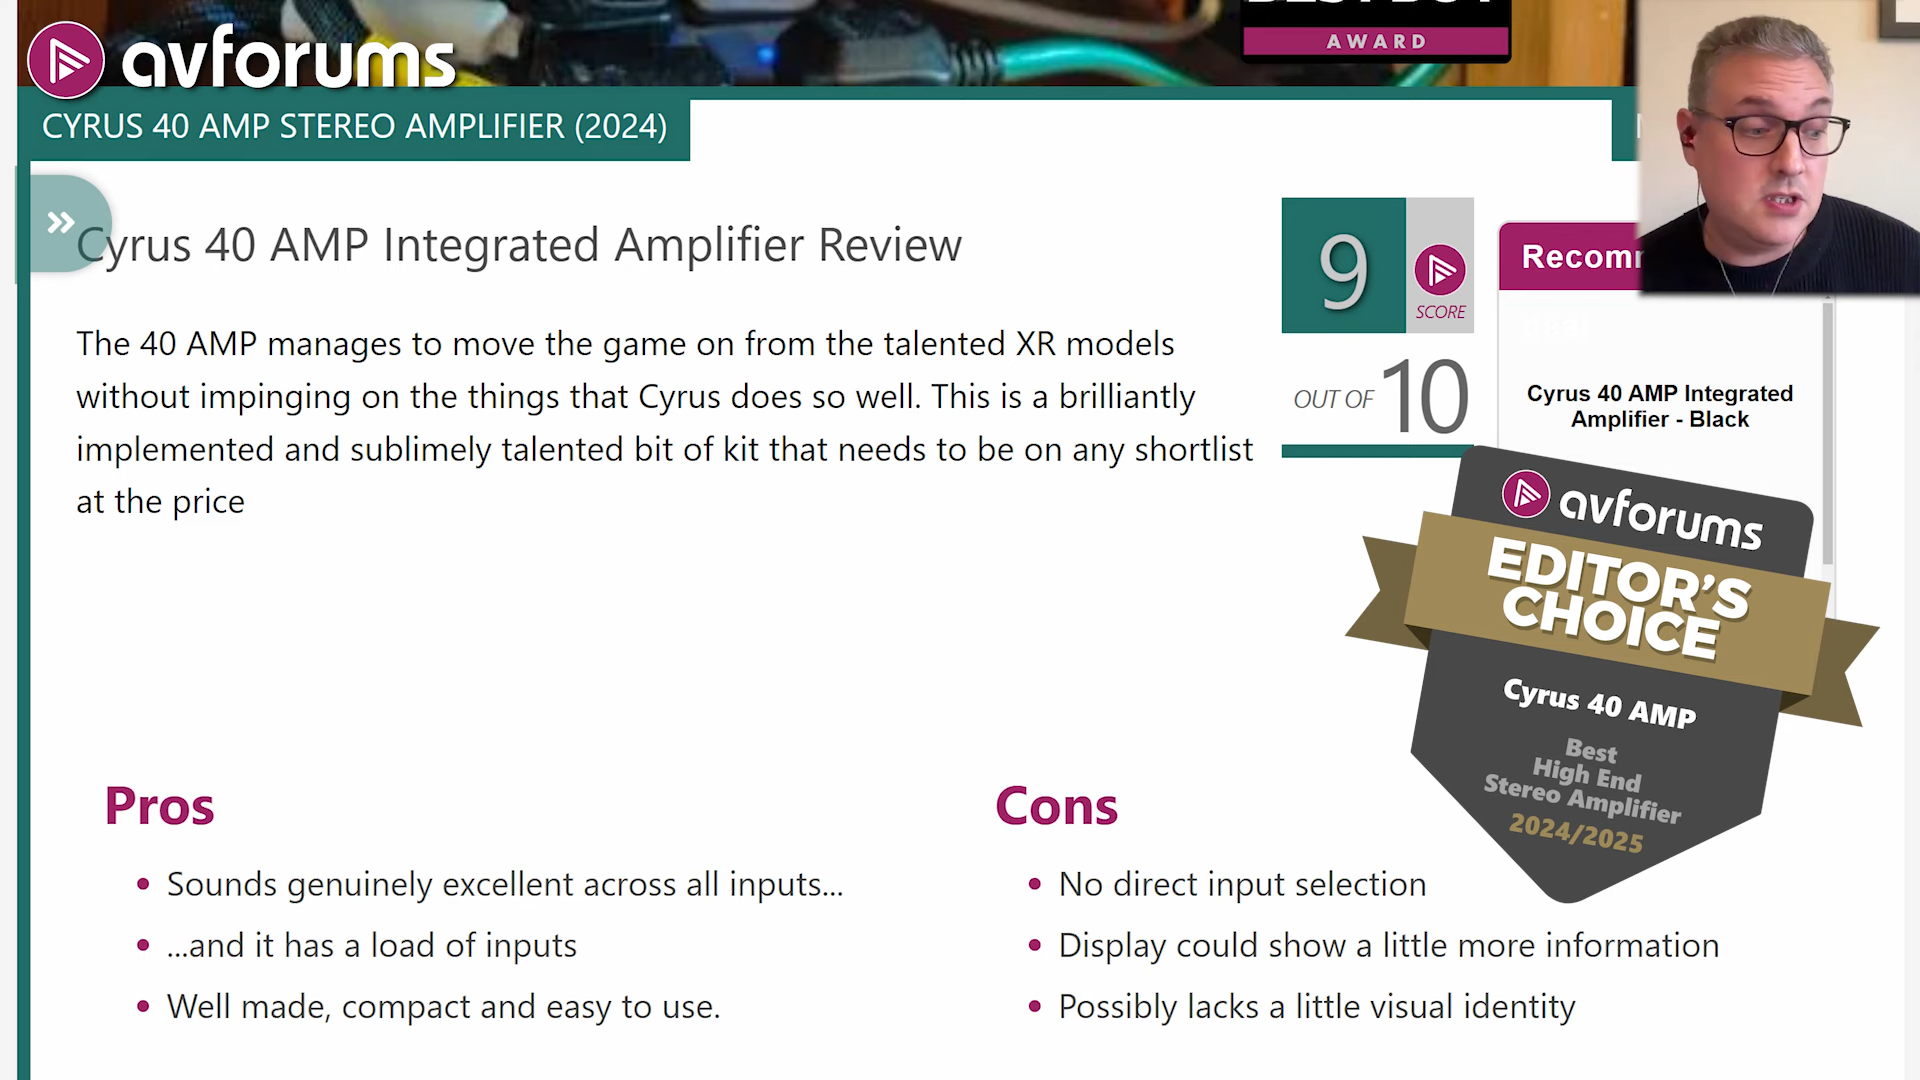 AWARD
avforums
CYRUS 40 AMP STEREO AMPLIFIER (2024)
Cyrus 40 AMP Integrated Amplifier Review
The 40 AMP manages to move the game on from the talented XR models
without impinging on the things that Cyrus does so well. This is a brilliantly
implemented and sublimely talented bit of kit that needs to be on any shortlist
at the price
9
SCORE
OUT OF 10
Cyrus 40 AMP Integrated
Amplifier - Black
avforums
EDITOR'S
CHOICE
Cyrus 40 AMP
Best
High End
Stereo Amplifier
2024/2025
Pros
• Sounds genuinely excellent across all inputs...
• ...and it has a load of inputs
• Well made, compact and easy to use.
Cons
• No direct input selection
• Display could show a little more information
• Possibly lacks a little visual identity